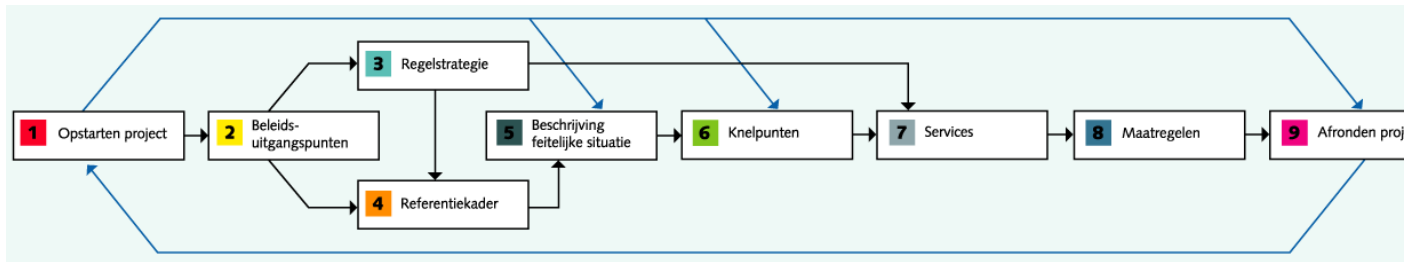 1 Opstarten project
2 Beleids-
uitgangspunten
3 Regelstrategie
4 Referentiekader
5 Beschrijving
feitelijke situatie
6 Knelpunten
7 Services
8 Maatregelen
9 Afronden proj